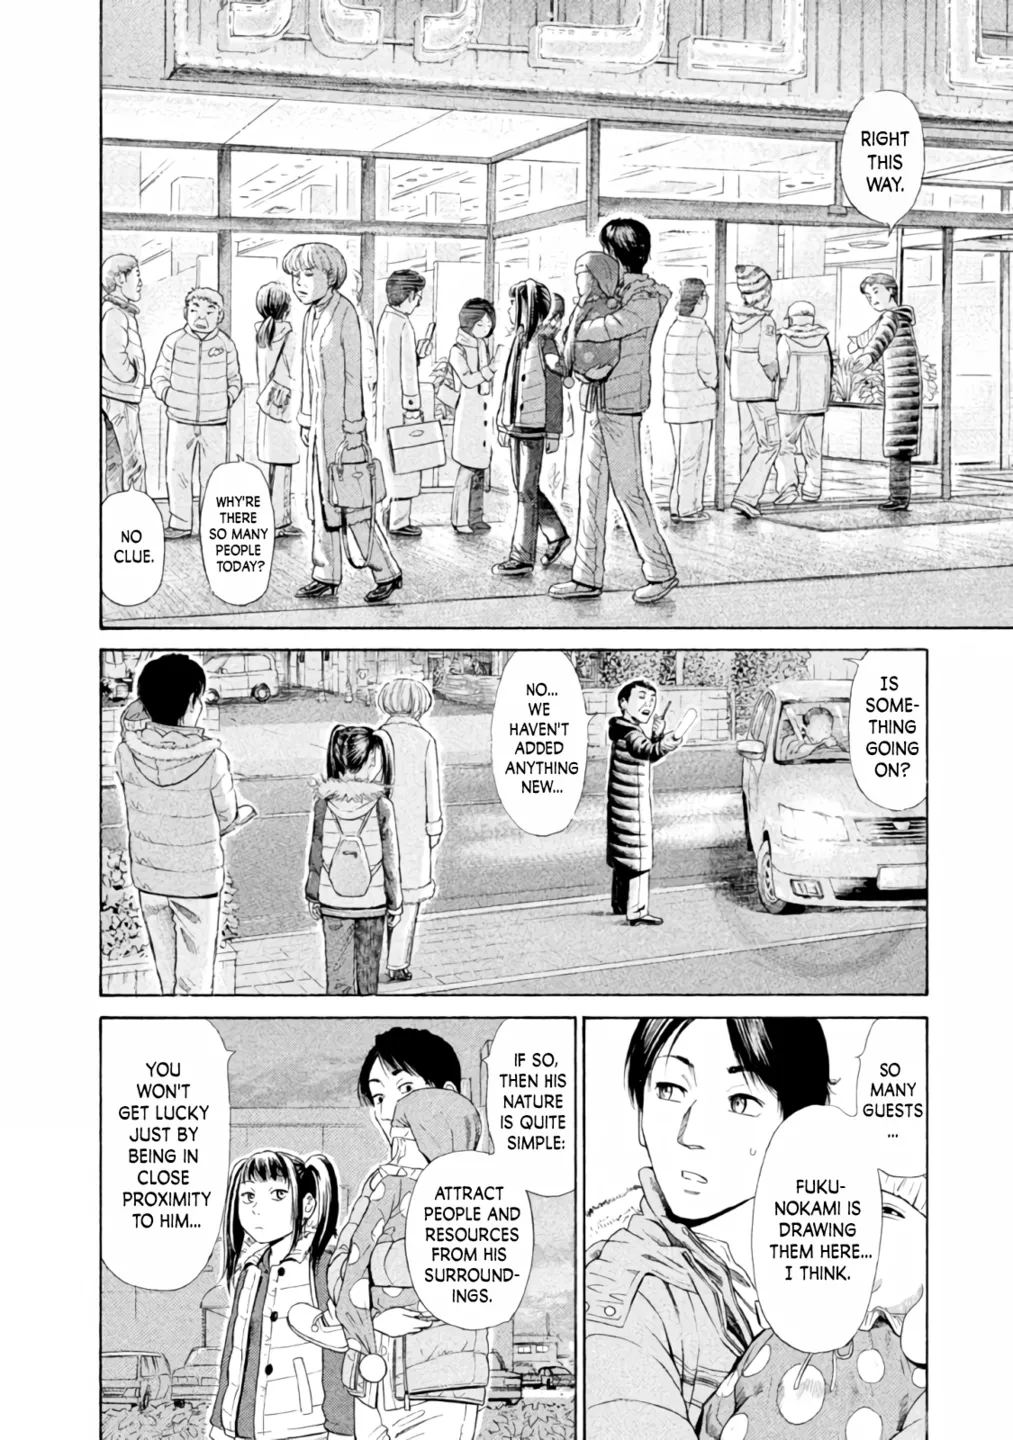 RIGHT
THIS
WAY.
WHY'RE
THERE
SO MANY
PEOPLE
TODAY?
NO
CLUE.
IS
SOME-
THING
GOING
ON?
NO...
WE
HAVEN'T
ADDED
ANYTHING
NEW...
SO
MANY
GUESTS
...
FUKU-
NOKAMI IS
DRAWING
THEM HERE...
I THINK.
IF SO,
THEN HIS
NATURE
IS QUITE
SIMPLE:
ATTRACT
PEOPLE AND
RESOURCES
FROM HIS
SURROUND-
INGS.
YOU
WON'T
GET LUCKY
JUST BY
BEING IN
CLOSE
PROXIMITY
TO HIM...